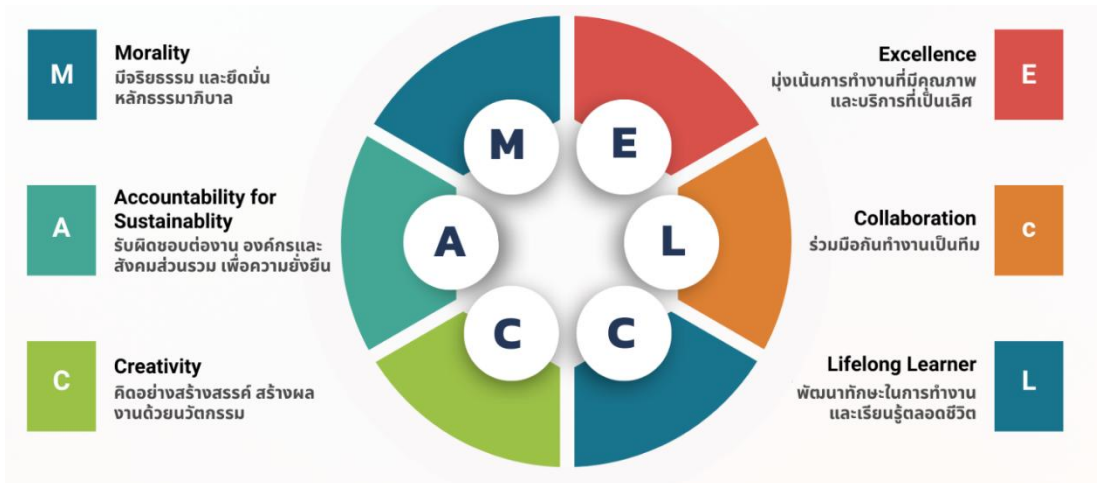 M
Morality
มีจริยธรรม และยึดมั่น
หลักธรรมาภิบาล
A
Accountability for
Sustainablity
รับผิดชอบต่องาน องค์กรและ
สังคมส่วนรวม เพื่อความยั่งยืน
C
Creativity
คิดอย่างสร้างสรรค์ สร้างผล
งานด้วยนวัตกรรม
M
E
A
L
C
C
Excellence
มุ่งเน้นการทำงานที่มีคุณภาพ
และบริการที่เป็นเลิศ
E
Collaboration
ร่วมมือกันทำงานเป็นทีม
c
Lifelong Learner
พัฒนาทักษะในการทำงาน
และเรียนรู้ตลอดชีวิต
L